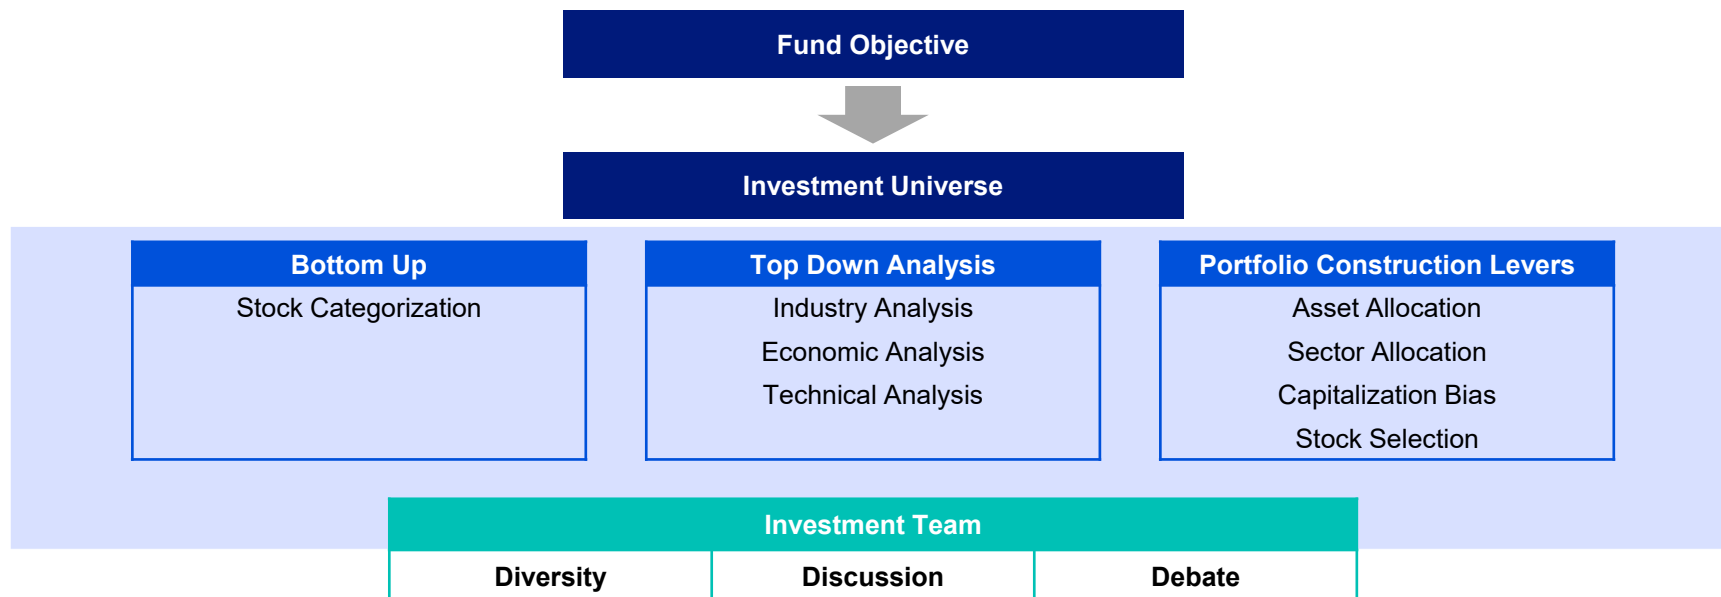 Fund Objective
Investment Universe
Bottom Up
Stock Categorization
Top Down Analysis
Industry Analysis
Economic Analysis
Technical Analysis
Portfolio Construction Levers
Asset Allocation
Sector Allocation
Capitalization Bias
Stock Selection
Investment Team
Diversity
Discussion
Debate